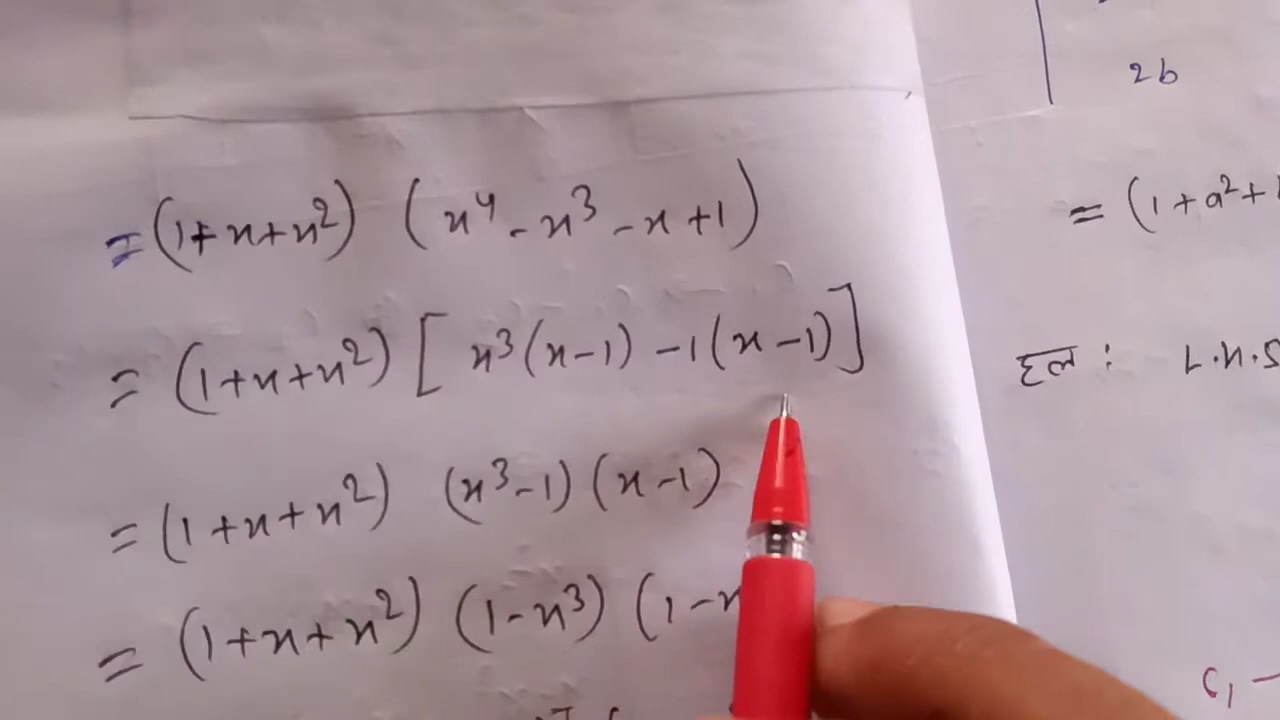 = (1+x+x²) (x⁴ - x³ - x + 1)
= (1+x+x²) [x³(x-1) -1(x-1)]
= (1+x+x²) (x³-1) (x-1)
= (1+x+x²) (1-x³) (1-x
2b
= (1+a²+
हल : L.H.S
C₁ –